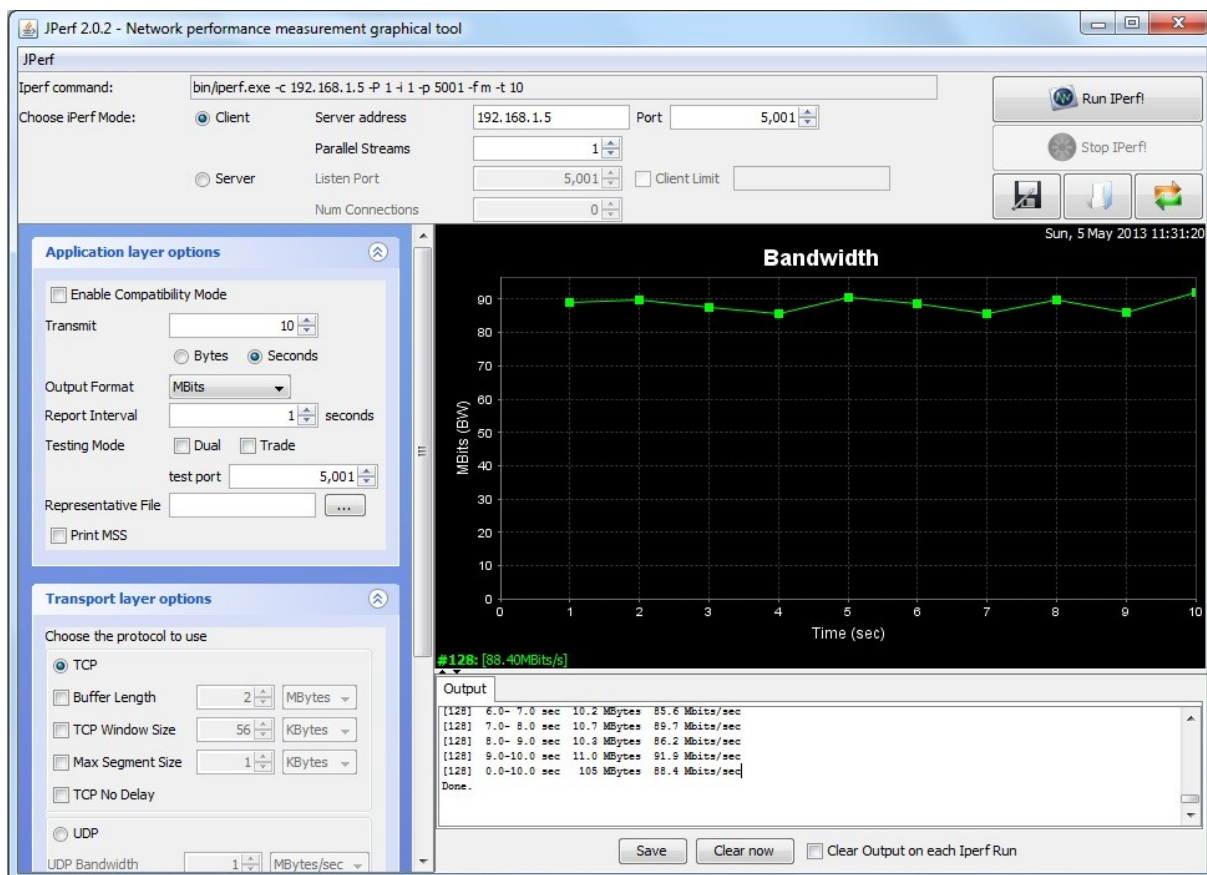 JPerf 2.0.2 - Network performance measurement graphical tool
JPerf
Iperf command: bin/iperf.exe -c 192.168.1.5 -P 1 -i 1 -p 5001 -f m -t 10
Choose iPerf Mode: Client Server address 192.168.1.5 Port 5,001
Parallel Streams 1
Server Listen Port 5,001 Client Limit
Num Connections 0
Run IPerf!
Stop IPerf!
Application layer options
Enable Compatibility Mode
Transmit 10
Bytes Seconds
Output Format MBits
Report Interval 1 seconds
Testing Mode Dual Trade
test port 5,001
Representative File ...
Print MSS
Transport layer options
Choose the protocol to use
TCP
Buffer Length 2 MBytes
TCP Window Size 56 KBytes
Max Segment Size 1 KBytes
TCP No Delay
UDP
UDP Bandwidth 1 MBytes/sec
Sun, 5 May 2013 11:31:20
Bandwidth
90
80
70
60
50
40
30
20
10
0
MBits (BW)
0 1 2 3 4 5 6 7 8 9 10
Time (sec)
#128: [88.40MBits/s]
Output
[128] 6.0- 7.0 sec 10.2 MBytes 85.6 Mbits/sec
[128] 7.0- 8.0 sec 10.7 MBytes 89.7 Mbits/sec
[128] 8.0- 9.0 sec 10.3 MBytes 86.2 Mbits/sec
[128] 9.0-10.0 sec 11.0 MBytes 91.9 Mbits/sec
[128] 0.0-10.0 sec 105 MBytes 88.4 Mbits/sec
Done.
Save Clear now Clear Output on each Iperf Run